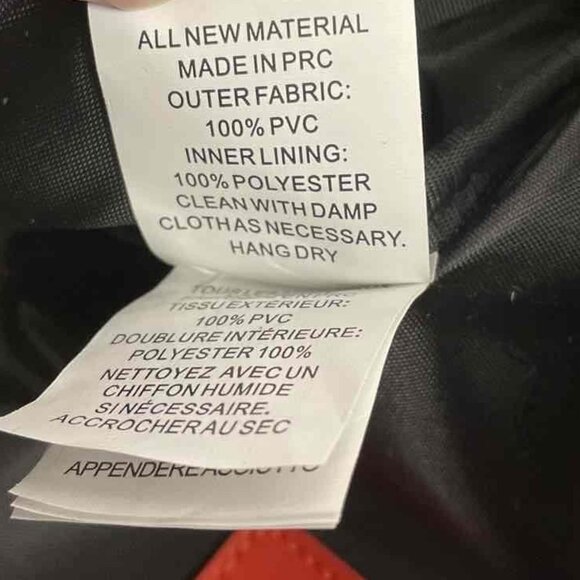 ALL NEW MATERIAL
MADE IN PRC
OUTER FABRIC:
100% PVC
INNER LINING:
100% POLYESTER
CLEAN WITH DAMP
CLOTH AS NECESSARY.
HANG DRY
TISSU EXTÉRIEUR:
100% PVC
DOUBLURE INTÉRIEURE:
POLYESTER 100%
NETTOYEZ AVEC UN
CHIFFON HUMIDE
SI NÉCESSAIRE.
ACCROCHER AU SEC
APPENDERE